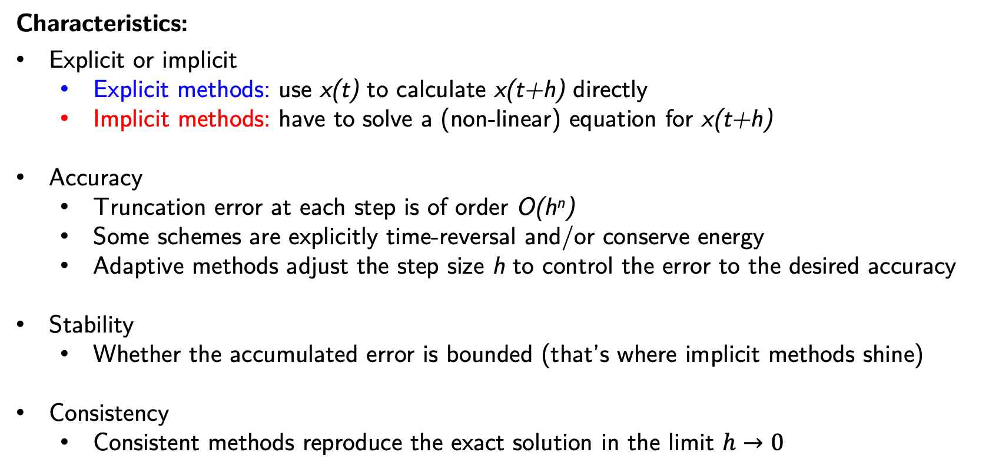 Characteristics:
• Explicit or implicit
• Explicit methods: use x(t) to calculate x(t+h) directly
• Implicit methods: have to solve a (non-linear) equation for x(t+h)
• Accuracy
• Truncation error at each step is of order O(hⁿ)
• Some schemes are explicitly time-reversal and/or conserve energy
• Adaptive methods adjust the step size h to control the error to the desired accuracy
• Stability
• Whether the accumulated error is bounded (that’s where implicit methods shine)
• Consistency
• Consistent methods reproduce the exact solution in the limit h → 0